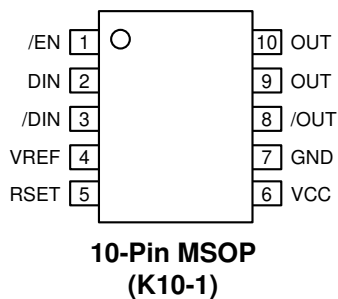 /EN 1 10 OUT
DIN 2 9 OUT
/DIN 3 8 /OUT
VREF 4 7 GND
RSET 5 6 VCC
10-Pin MSOP
(K10-1)